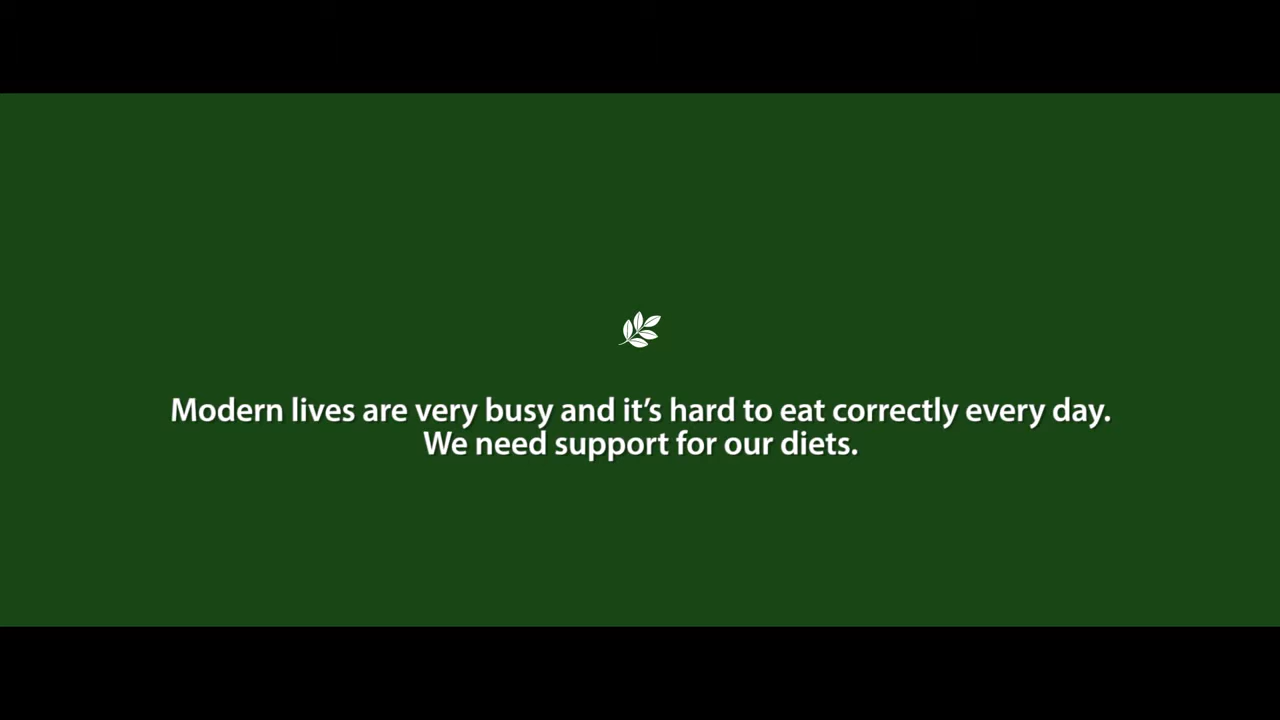 Modern lives are very busy and it's hard to eat correctly every day.
We need support for our diets.